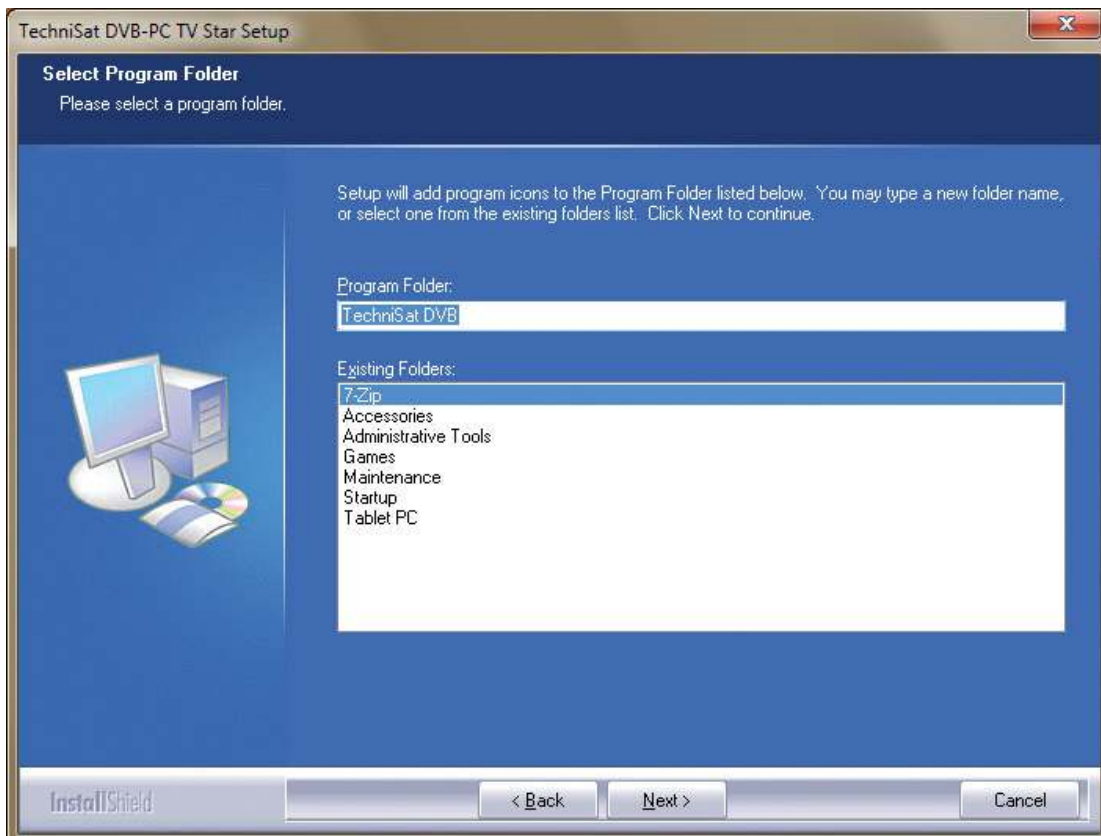 TechniSat DVB-PC TV Star Setup
Select Program Folder
Please select a program folder.
Setup will add program icons to the Program Folder listed below. You may type a new folder name,
or select one from the existing folders list. Click Next to continue.
Program Folder:
TechniSat DVB
Existing Folders:
7-Zip
Accessories
Administrative Tools
Games
Maintenance
Startup
Tablet PC
InstallShield
< Back
Next >
Cancel